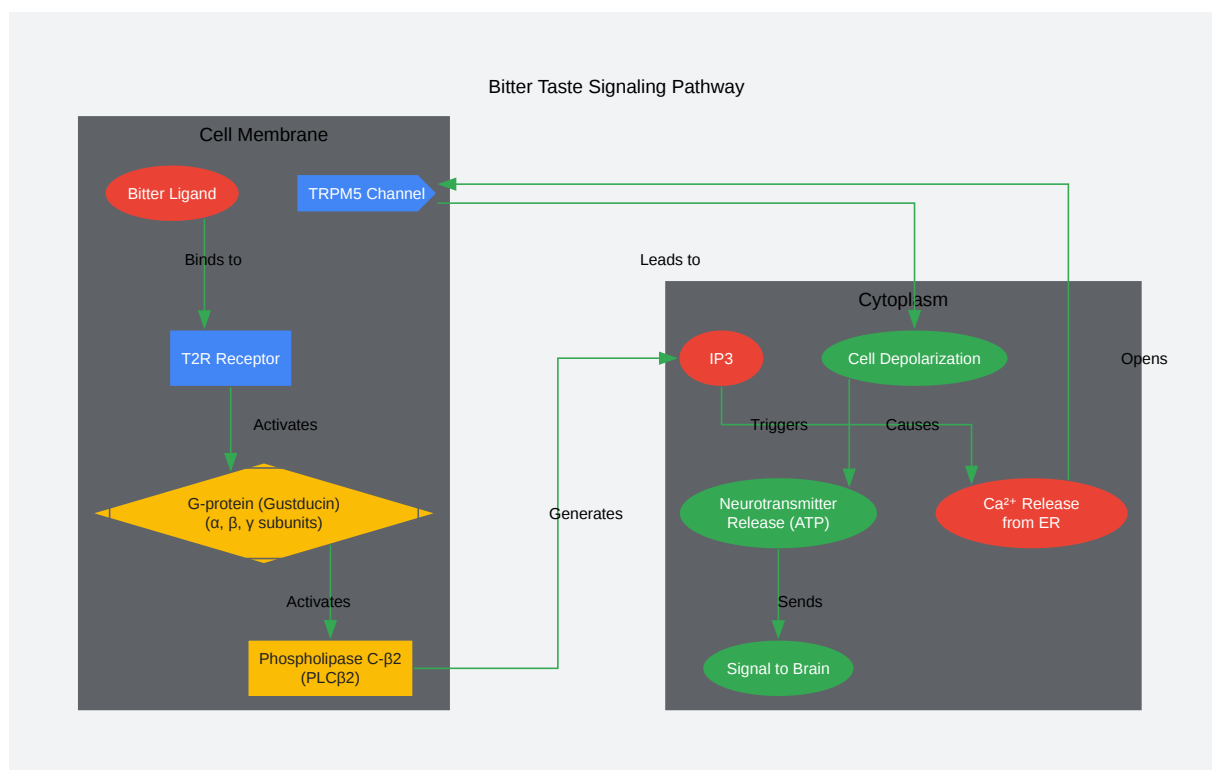 Bitter Taste Signaling Pathway
Cell Membrane
Bitter Ligand
TRPM5 Channel
Binds to
Leads to
Cytoplasm
T2R Receptor
IP3
Cell Depolarization
Opens
Activates
Triggers
Causes
G-protein (Gustducin)
(α, β, γ subunits)
Generates
Neurotransmitter
Release (ATP)
Ca²⁺ Release
from ER
Activates
Sends
Phospholipase C-β2
(PLCβ2)
Signal to Brain